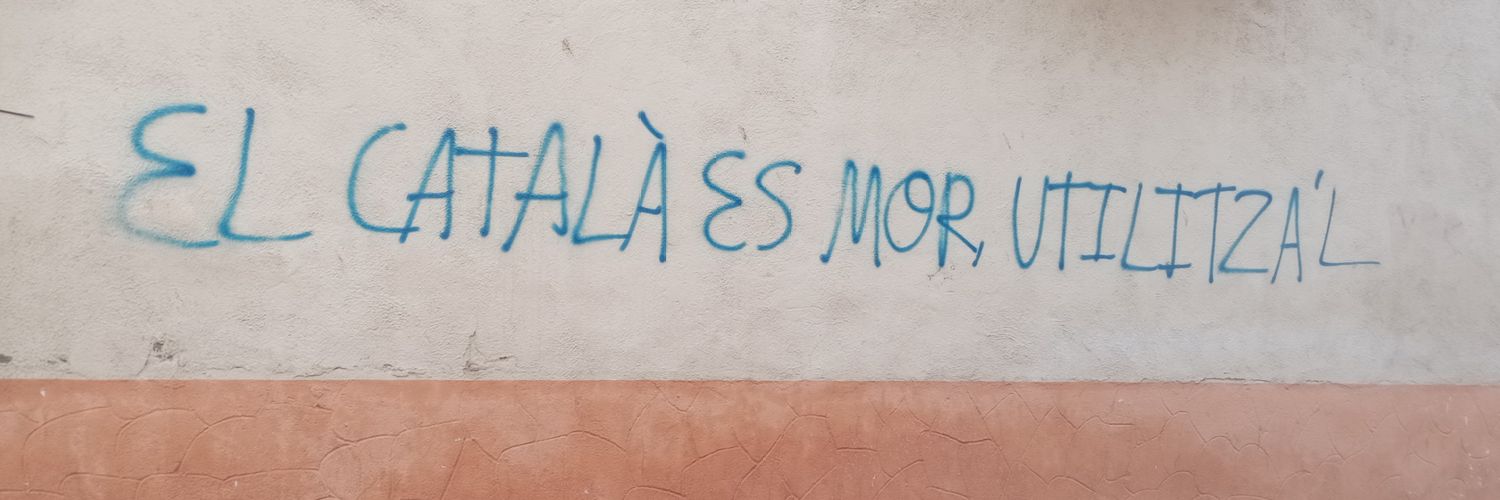 EL CATALÀ ES MOR, UTILITZA'L